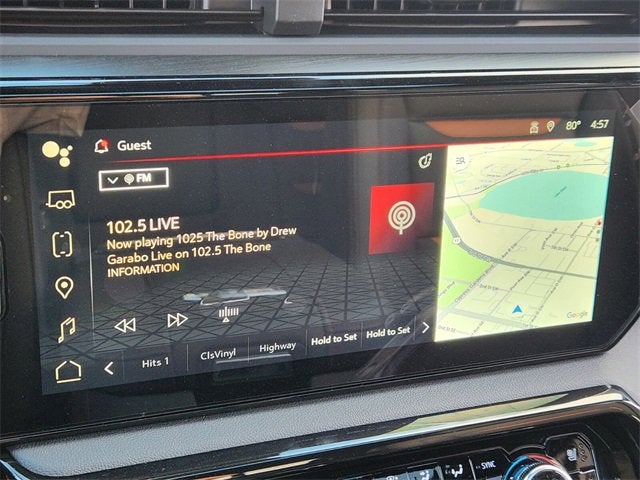 Guest
80° 4:57
FM
102.5 LIVE
Now playing 1025 The Bone by Drew
Garabo Live on 102.5 The Bone
INFORMATION
Hits 1
ClsVinyl
Highway
Hold to Set
Hold to Set
Google
SYNC